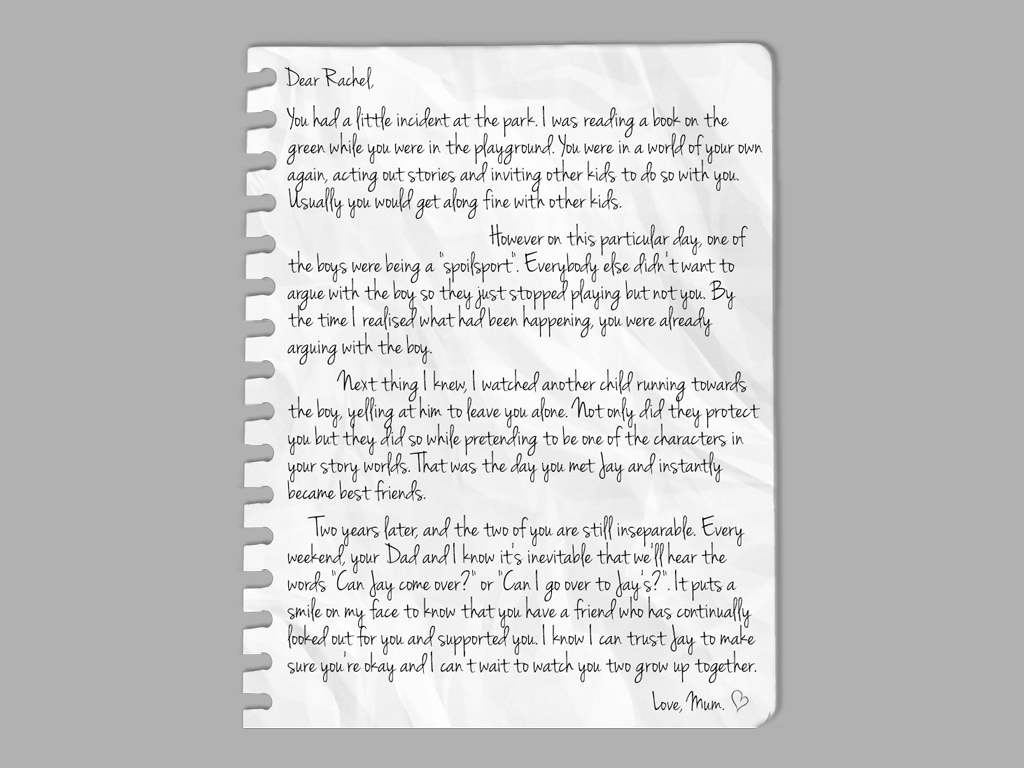 Dear Rachel,
You had a little incident at the park. I was reading a book on the
green while you were in the playground. You were in a world of your own
again, acting out stories and inviting other kids to do so with you.
Usually you would get along fine with other kids.
However on this particular day, one of
the boys were being a "spoilsport". Everybody else didn't want to
argue with the boy so they just stopped playing but not you. By
the time I realised what had been happening, you were already
arguing with the boy.
Next thing I knew, I watched another child running towards
the boy, yelling at him to leave you alone. Not only did they protect
you but they did so while pretending to be one of the characters in
your story worlds. That was the day you met Jay and instantly
became best friends.
Two years later, and the two of you are still inseparable. Every
weekend, your Dad and I know it's inevitable that we'll hear the
words "Can Jay come over?" or "Can I go over to Jay's?". It puts a
smile on my face to know that you have a friend who has continually
looked out for you and supported you. I know I can trust Jay to make
sure you're okay and I can't wait to watch you two grow up together.
Love, Mum.